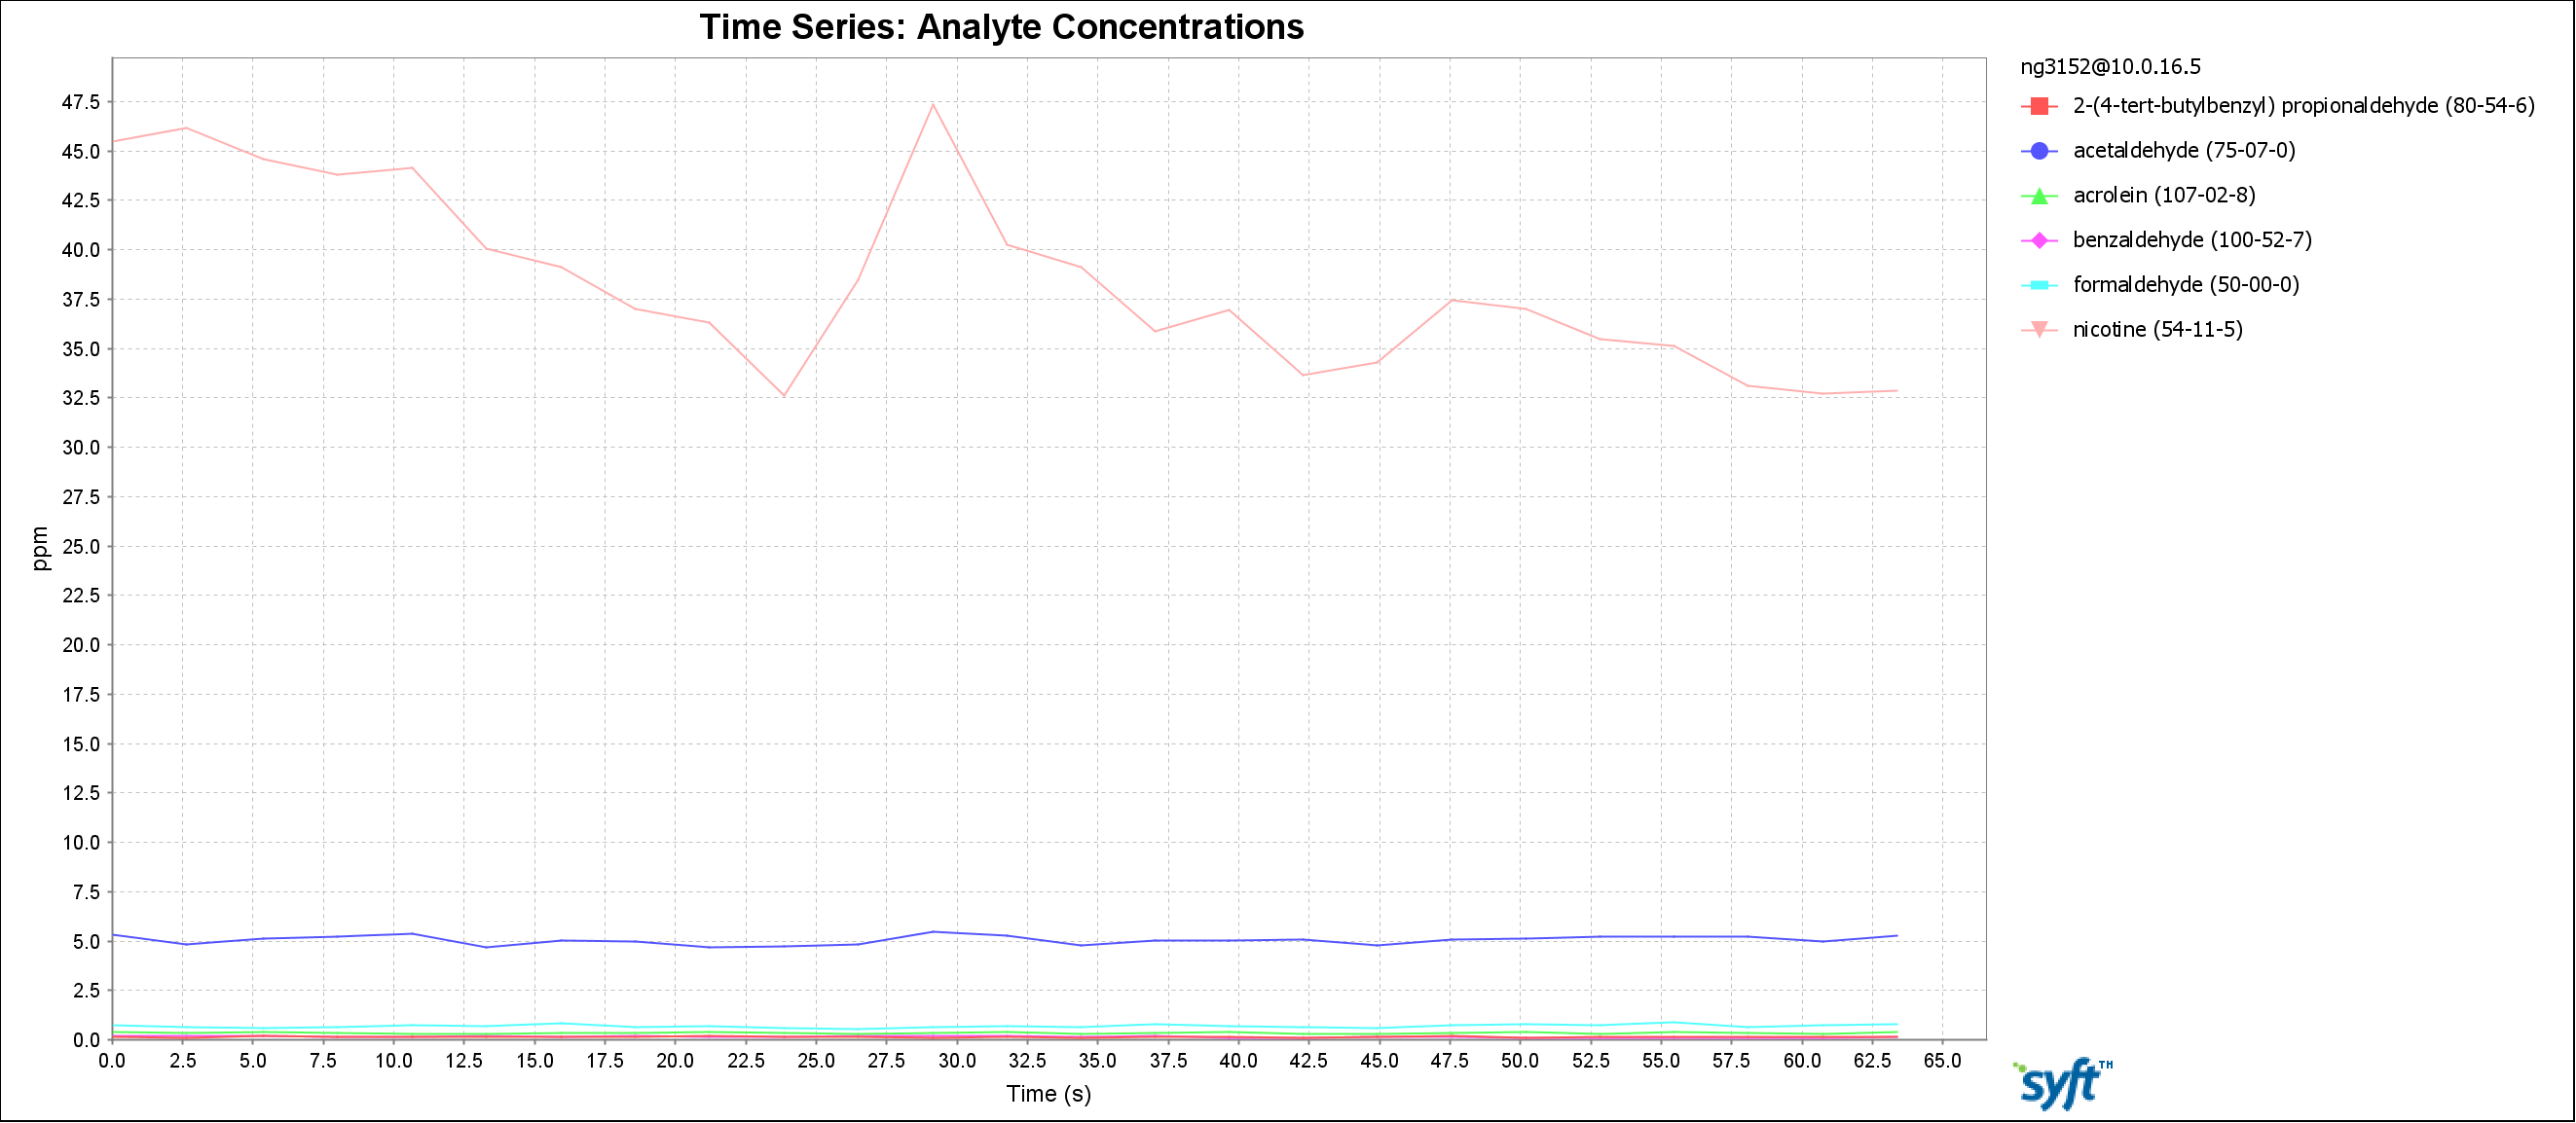 Time Series: Analyte Concentrations
ng3152@10.0.16.5
2-(4-tert-butylbenzyl) propionaldehyde (80-54-6)
acetaldehyde (75-07-0)
acrolein (107-02-8)
benzaldehyde (100-52-7)
formaldehyde (50-00-0)
nicotine (54-11-5)
47.5
45.0
42.5
40.0
37.5
35.0
32.5
30.0
27.5
25.0
22.5
20.0
17.5
15.0
12.5
10.0
7.5
5.0
2.5
0.0
ppm
0.0 2.5 5.0 7.5 10.0 12.5 15.0 17.5 20.0 22.5 25.0 27.5 30.0 32.5 35.0 37.5 40.0 42.5 45.0 47.5 50.0 52.5 55.0 57.5 60.0 62.5 65.0
Time (s)
syft™